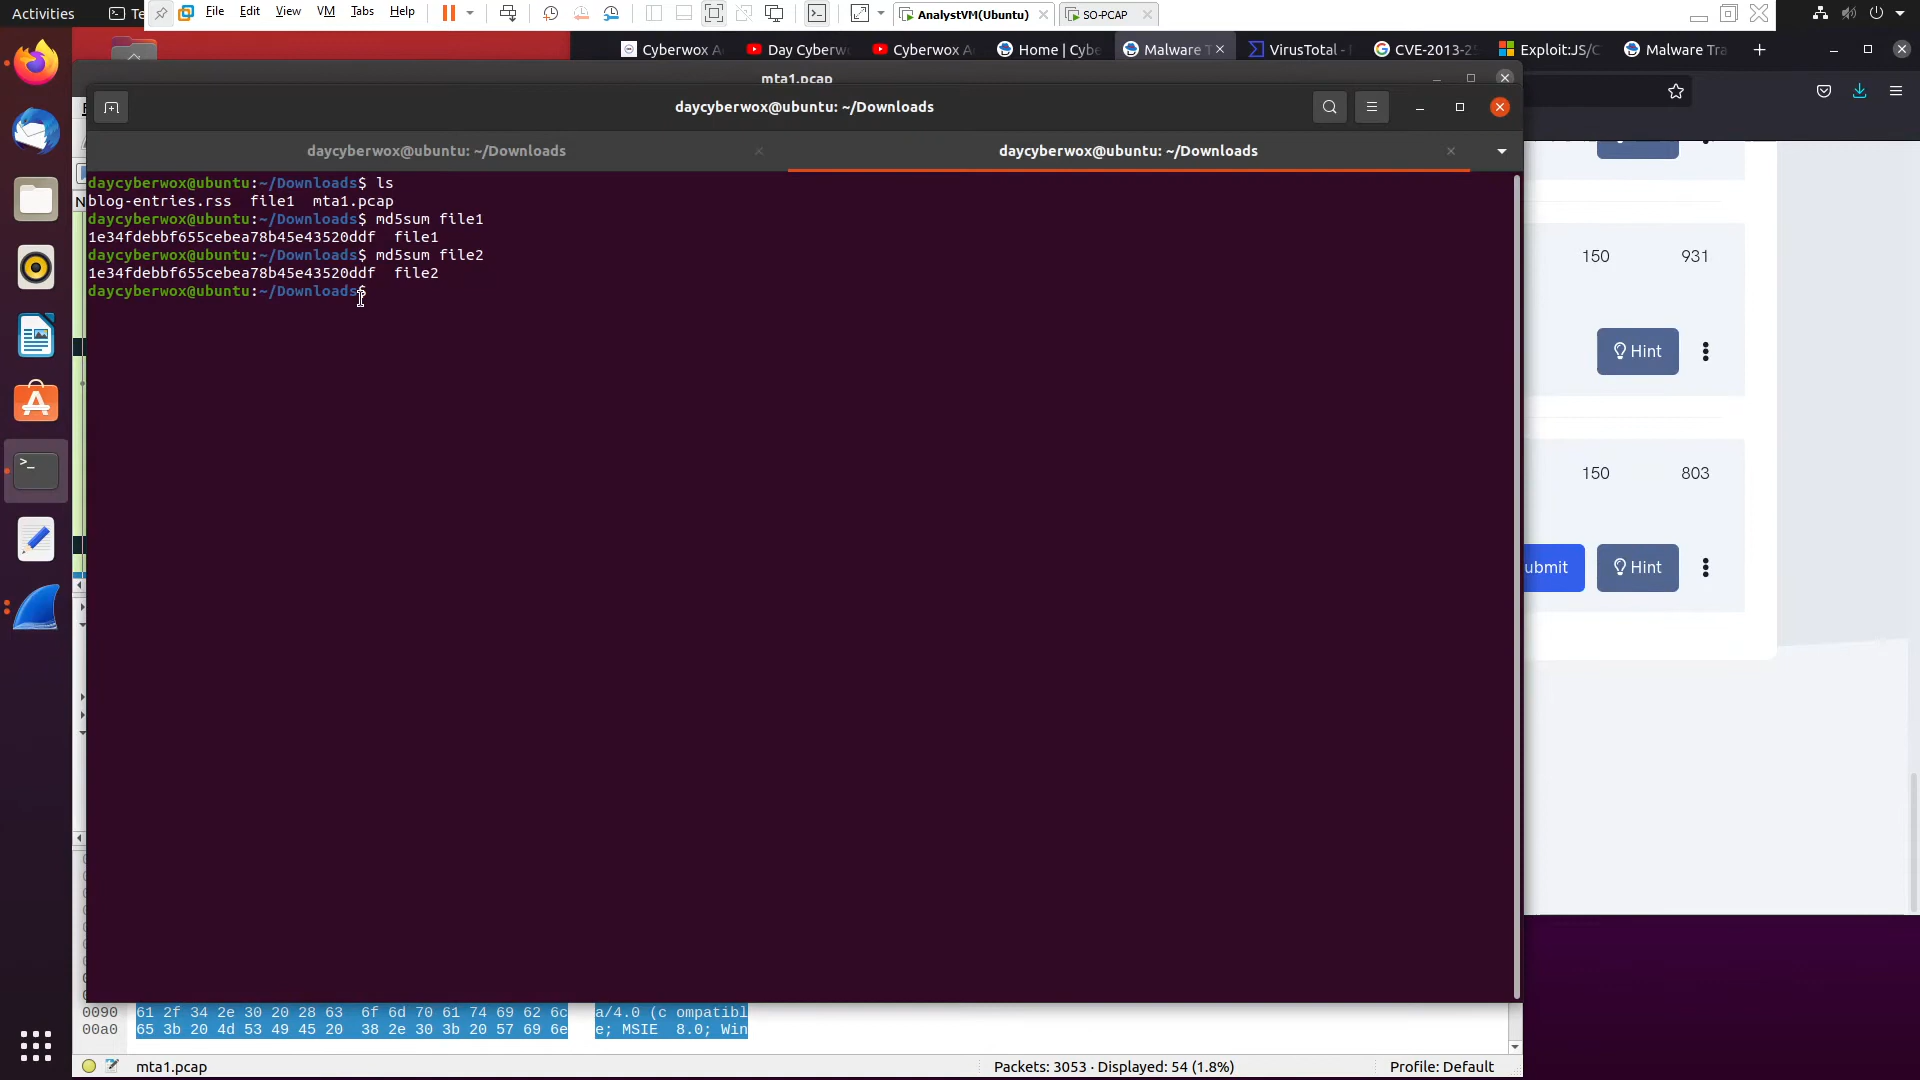 Activities
Te
File Edit View VM Tabs Help
AnalystVM(Ubuntu)
SO-PCAP
Cyberwox A
Day Cyberw
Cyberwox A
Home | Cybe
Malware T
VirusTotal -
CVE-2013-2
Exploit:JS/C
Malware Tra
mta1.pcap
daycyberwox@ubuntu: ~/Downloads
daycyberwox@ubuntu: ~/Downloads
daycyberwox@ubuntu: ~/Downloads
daycyberwox@ubuntu:~/Downloads$ ls
blog-entries.rss file1 mta1.pcap
daycyberwox@ubuntu:~/Downloads$ md5sum file1
1e34fdebbf655cebea78b45e43520ddf file1
daycyberwox@ubuntu:~/Downloads$ md5sum file2
1e34fdebbf655cebea78b45e43520ddf file2
daycyberwox@ubuntu:~/Downloads$
150 931
Hint
150 803
ubmit
Hint
0090 61 2f 34 2e 30 20 28 63 6f 6d 70 61 74 69 62 6c a/4.0 (c ompatibl
00a0 65 3b 20 4d 53 49 45 20 38 2e 30 3b 20 57 69 6e e; MSIE 8.0; Win
mta1.pcap
Packets: 3053 · Displayed: 54 (1.8%)
Profile: Default